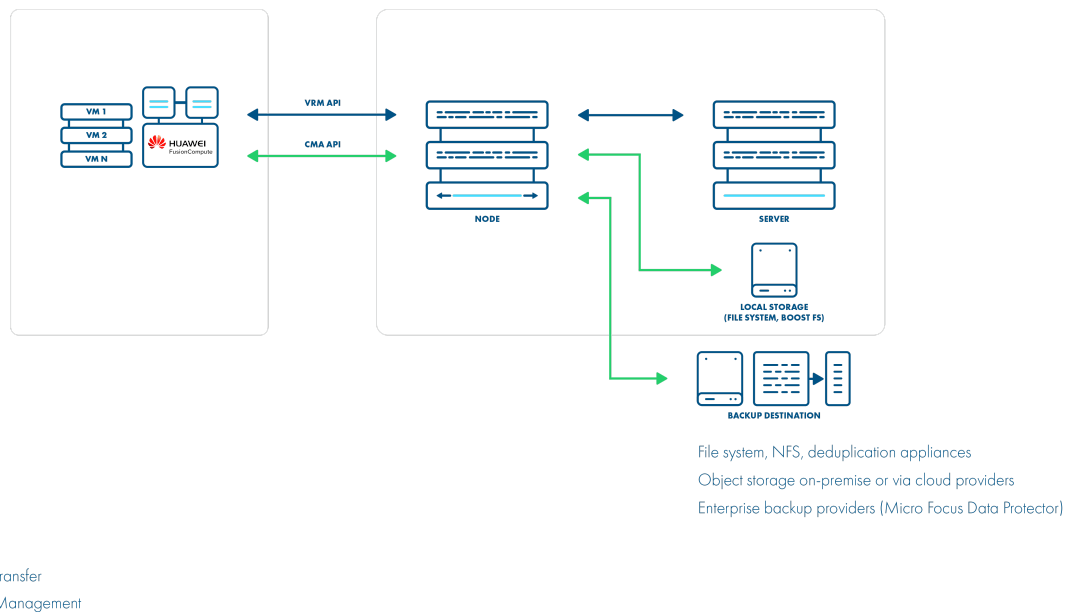 VM 1
VM 2
VM N
HUAWEI
FusionCompute
VRM API
CMA API
NODE
SERVER
LOCAL STORAGE
(FILE SYSTEM, BOOST FS)
BACKUP DESTINATION
File system, NFS, deduplication appliances
Object storage on-premise or via cloud providers
Enterprise backup providers (Micro Focus Data Protector)
ransfer
Management